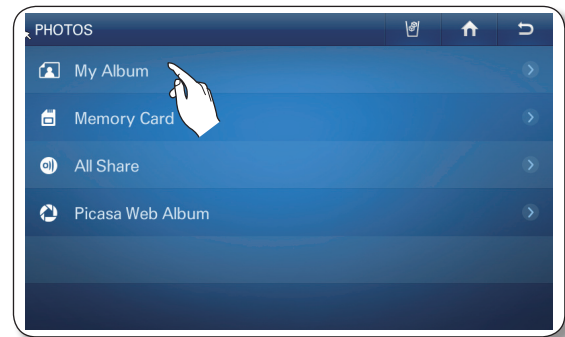 PHOTOS
My Album
Memory Card
All Share
Picasa Web Album